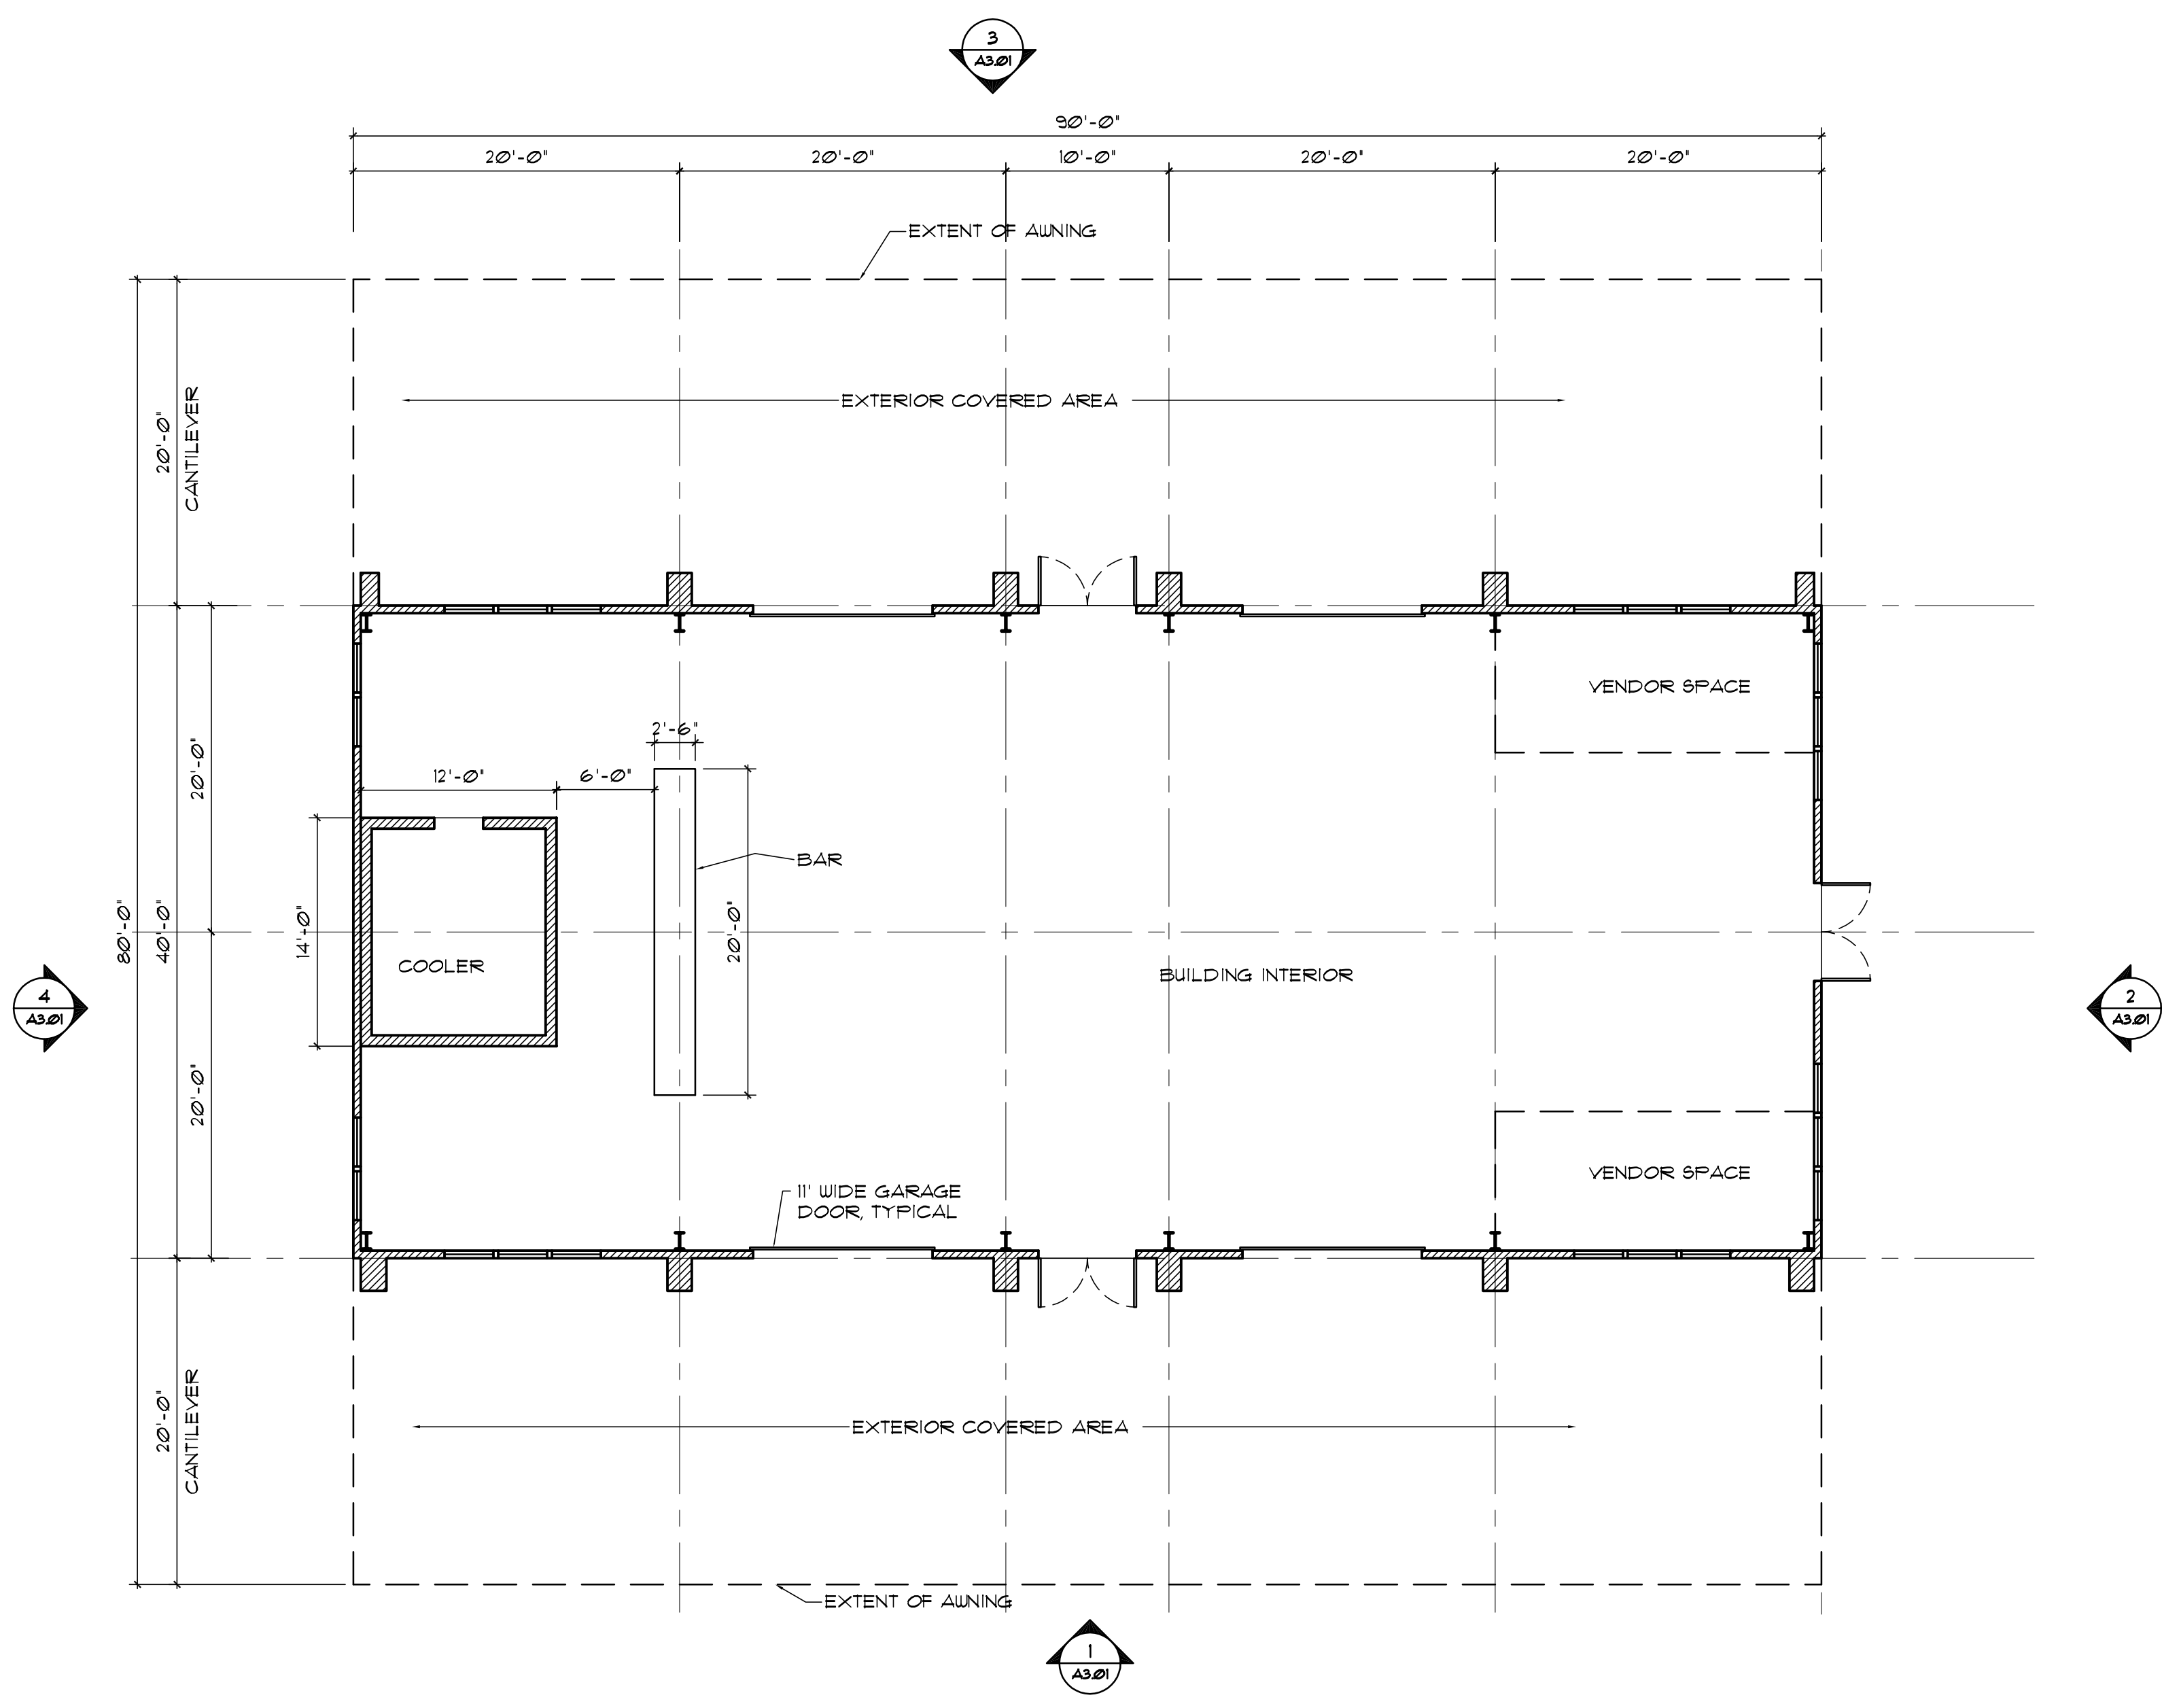 3
A3.01
90'-0"
20'-0"
20'-0"
10'-0"
20'-0"
20'-0"
EXTENT OF AWNING
EXTERIOR COVERED AREA
20'-0"
CANTILEVER
VENDOR SPACE
2'-6"
20'-0"
12'-0"
6'-0"
BAR
80'-0"
40'-0"
14'-0"
20'-0"
COOLER
BUILDING INTERIOR
4
A3.01
2
A3.01
20'-0"
VENDOR SPACE
11' WIDE GARAGE
DOOR, TYPICAL
20'-0"
CANTILEVER
EXTERIOR COVERED AREA
EXTENT OF AWNING
1
A3.01